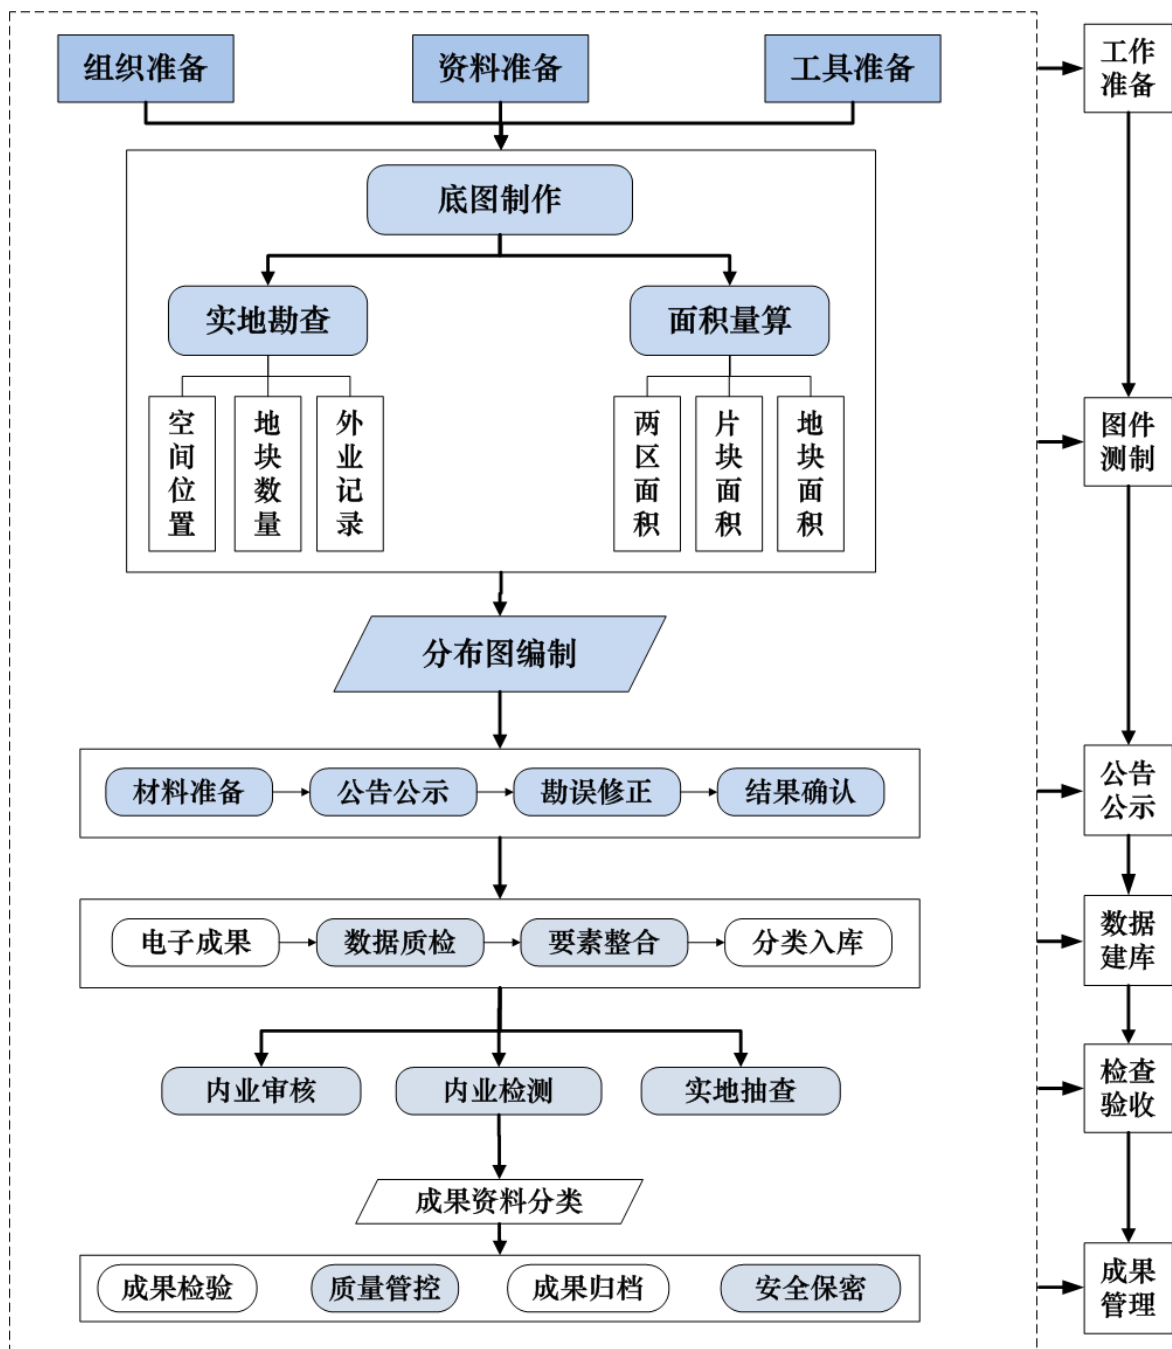 组织准备
资料准备
工具准备
工作
准备
底图制作
实地勘查
面积量算
空间位置
地块数量
外业记录
两区面积
片块面积
地块面积
图件
测制
分布图编制
材料准备
公告公示
勘误修正
结果确认
公告
公示
电子成果
数据质检
要素整合
分类入库
数据
建库
内业审核
内业检测
实地抽查
检查
验收
成果资料分类
成果检验
质量管控
成果归档
安全保密
成果
管理